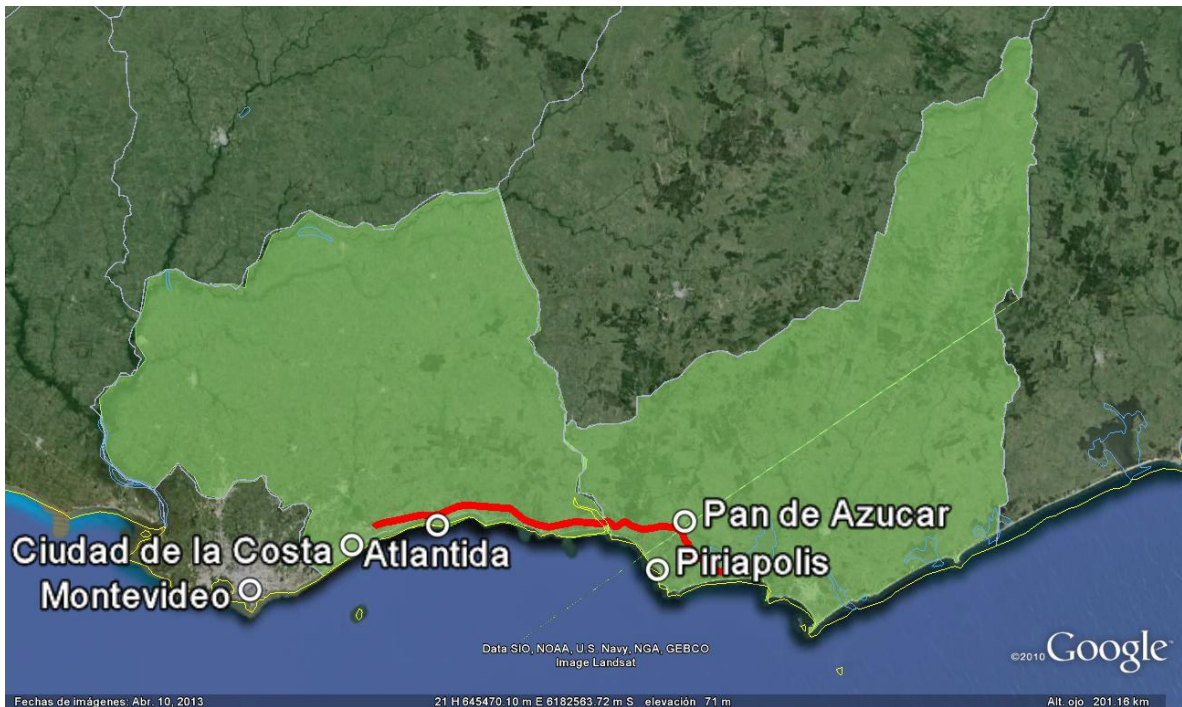 Pan de Azucar
Ciudad de la Costa
Atlantida
Piriapolis
Montevideo
Data SIO, NOAA, U.S. Navy, NGA, GEBCO
Image Landsat
©2010 Google
Fechas de imágenes: Abr. 10, 2013
21 H 645470.10 m E 6182563.72 m S elevación 71 m
Alt. ojo 201.16 km